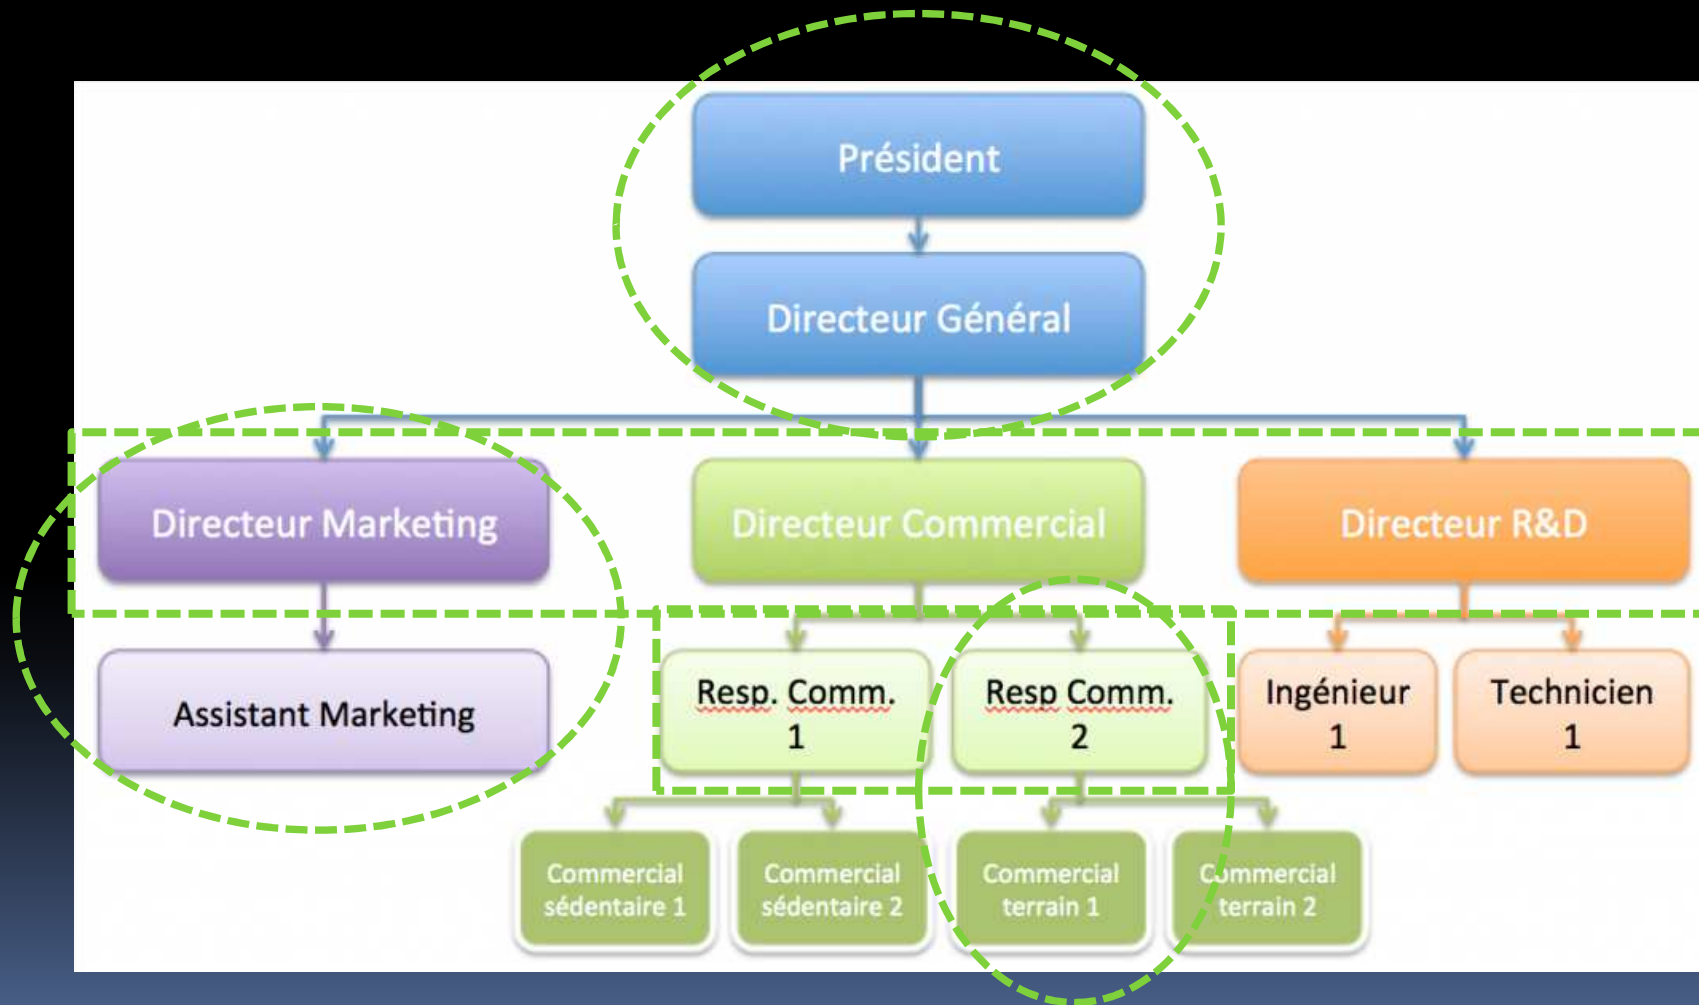 Président
Directeur Général
Directeur Marketing
Directeur Commercial
Directeur R&D
Assistant Marketing
Resp. Comm.
1
Resp Comm.
2
Ingénieur
1
Technicien
1
Commercial
sédentaire 1
Commercial
sédentaire 2
Commercial
terrain 1
Commercial
terrain 2